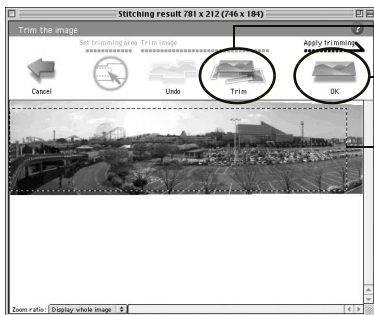 Stitching result 781 x 212 (746 x 184)
Trim the image
Set trimming area Trim image Apply trimming
Cancel Undo Trim OK
Zoom ratio: Display whole image